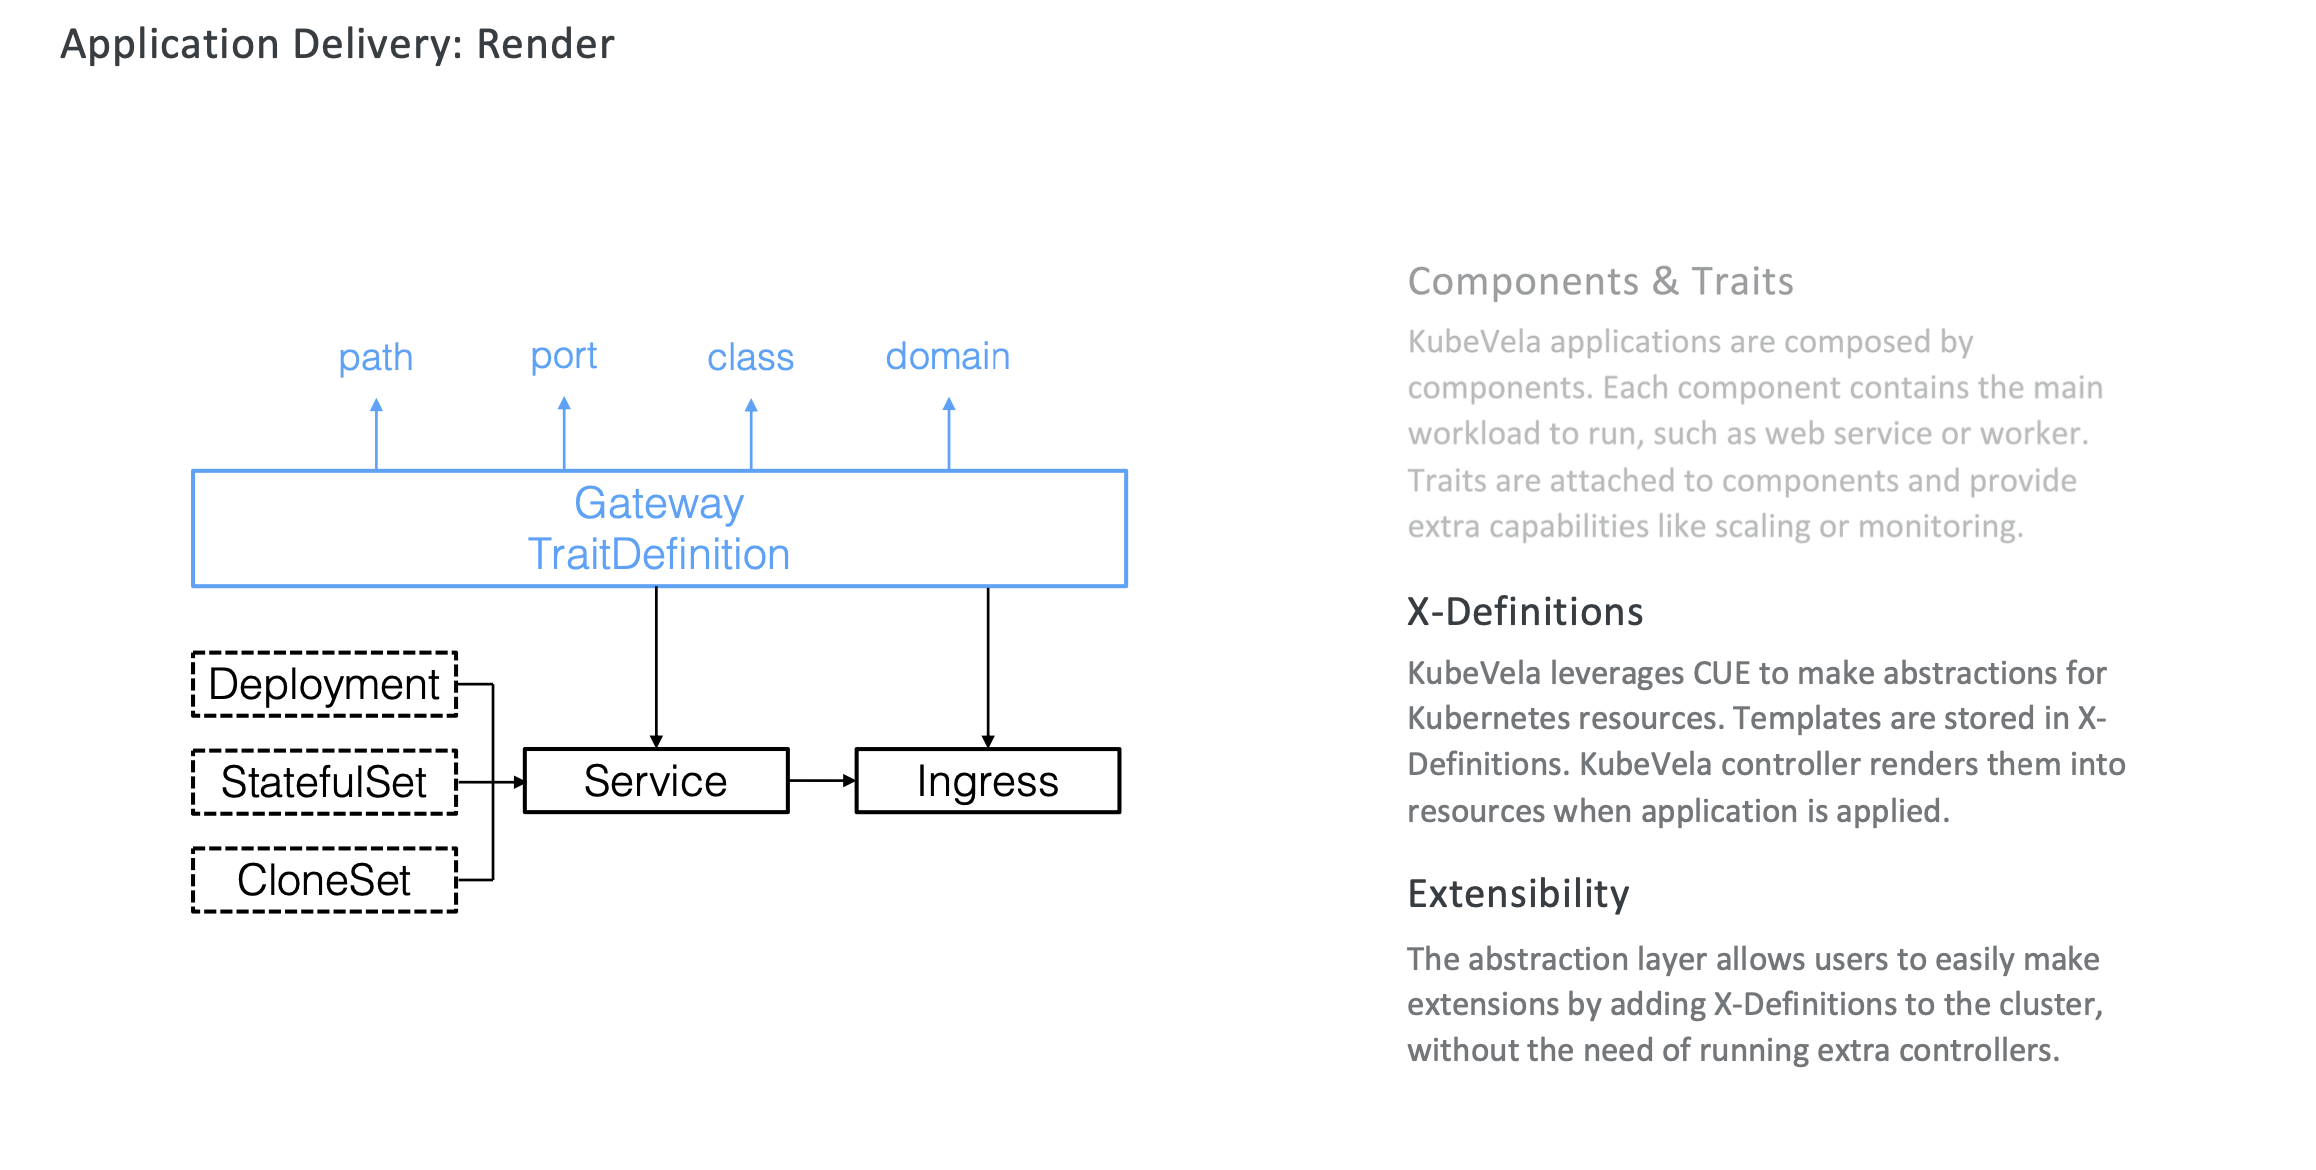 Application Delivery: Render
path
port
class
domain
Gateway
TraitDefinition
Deployment
StatefulSet
CloneSet
Service
Ingress
Components & Traits
KubeVela applications are composed by
components. Each component contains the main
workload to run, such as web service or worker.
Traits are attached to components and provide
extra capabilities like scaling or monitoring.
X-Definitions
KubeVela leverages CUE to make abstractions for
Kubernetes resources. Templates are stored in X-
Definitions. KubeVela controller renders them into
resources when application is applied.
Extensibility
The abstraction layer allows users to easily make
extensions by adding X-Definitions to the cluster,
without the need of running extra controllers.